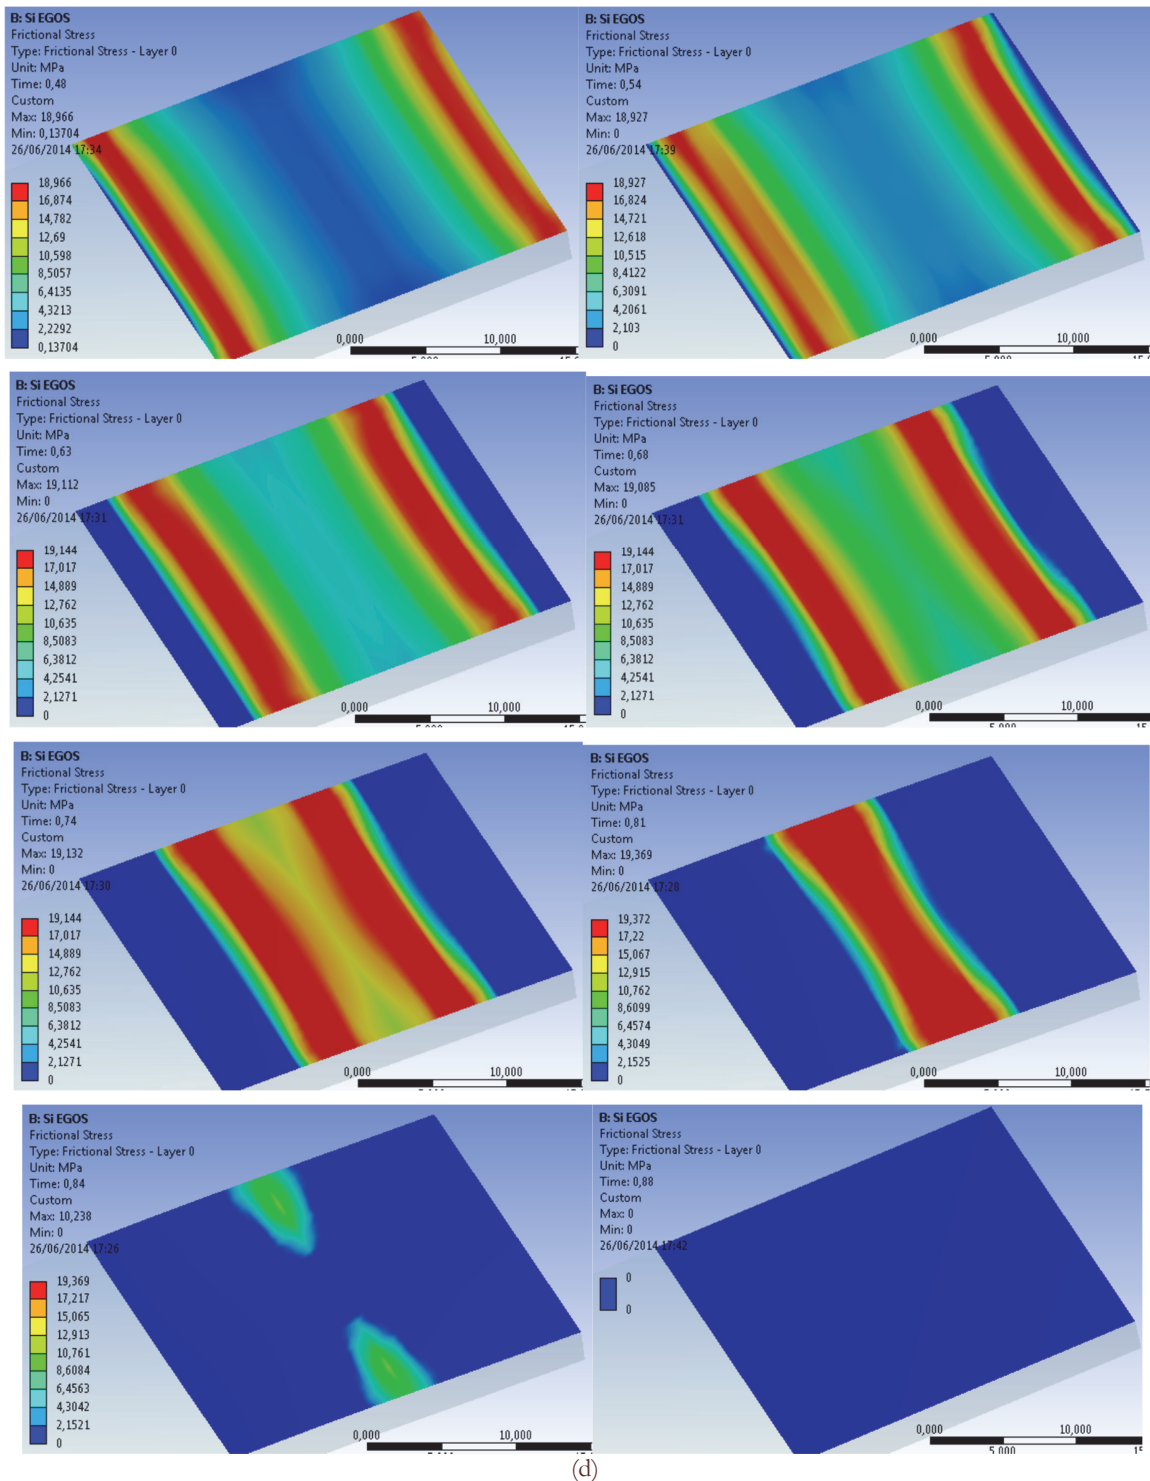 B: Si EGOS
Frictional Stress
Type: Frictional Stress - Layer 0
Unit: MPa
Time: 0,48
Custom
Max: 18,966
Min: 0,13704
26/06/2014 17:34
18,966
16,874
14,782
12,69
10,598
8,5057
6,4135
4,3213
2,2292
0,13704
0,000
10,000
B: Si EGOS
Frictional Stress
Type: Frictional Stress - Layer 0
Unit: MPa
Time: 0,54
Custom
Max: 18,927
Min: 0
26/06/2014 17:39
18,927
16,824
14,721
12,618
10,515
8,4122
6,3091
4,2061
2,103
0
0,000
10,000
B: Si EGOS
Frictional Stress
Type: Frictional Stress - Layer 0
Unit: MPa
Time: 0,63
Custom
Max: 19,112
Min: 0
26/06/2014 17:31
19,144
17,017
14,889
12,762
10,635
8,5083
6,3812
4,2541
2,1271
0
0,000
10,000
B: Si EGOS
Frictional Stress
Type: Frictional Stress - Layer 0
Unit: MPa
Time: 0,68
Custom
Max: 19,085
Min: 0
26/06/2014 17:31
19,144
17,017
14,889
12,762
10,635
8,5083
6,3812
4,2541
2,1271
0
0,000
10,000
B: Si EGOS
Frictional Stress
Type: Frictional Stress - Layer 0
Unit: MPa
Time: 0,74
Custom
Max: 19,132
Min: 0
26/06/2014 17:30
19,144
17,017
14,889
12,762
10,635
8,5083
6,3812
4,2541
2,1271
0
0,000
10,000
B: Si EGOS
Frictional Stress
Type: Frictional Stress - Layer 0
Unit: MPa
Time: 0,81
Custom
Max: 19,369
Min: 0
26/06/2014 17:28
19,372
17,22
15,067
12,915
10,762
8,6099
6,4574
4,3049
2,1525
0
0,000
10,000
B: Si EGOS
Frictional Stress
Type: Frictional Stress - Layer 0
Unit: MPa
Time: 0,84
Custom
Max: 10,238
Min: 0
26/06/2014 17:26
19,369
17,217
15,065
12,913
10,761
8,6084
6,4563
4,3042
2,1521
0
0,000
10,000
B: Si EGOS
Frictional Stress
Type: Frictional Stress - Layer 0
Unit: MPa
Time: 0,88
Custom
Max: 0
Min: 0
26/06/2014 17:42
0
0
0,000
10,000
5,000
(d)